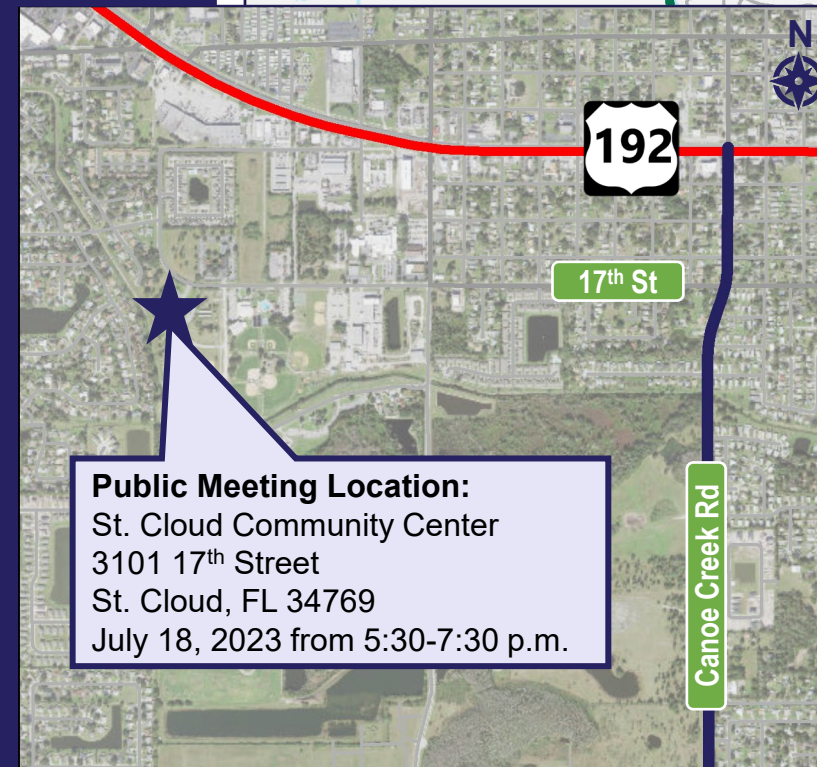 N
192
17th St
Public Meeting Location:
St. Cloud Community Center
3101 17th Street
St. Cloud, FL 34769
July 18, 2023 from 5:30-7:30 p.m.
Canoe Creek Rd